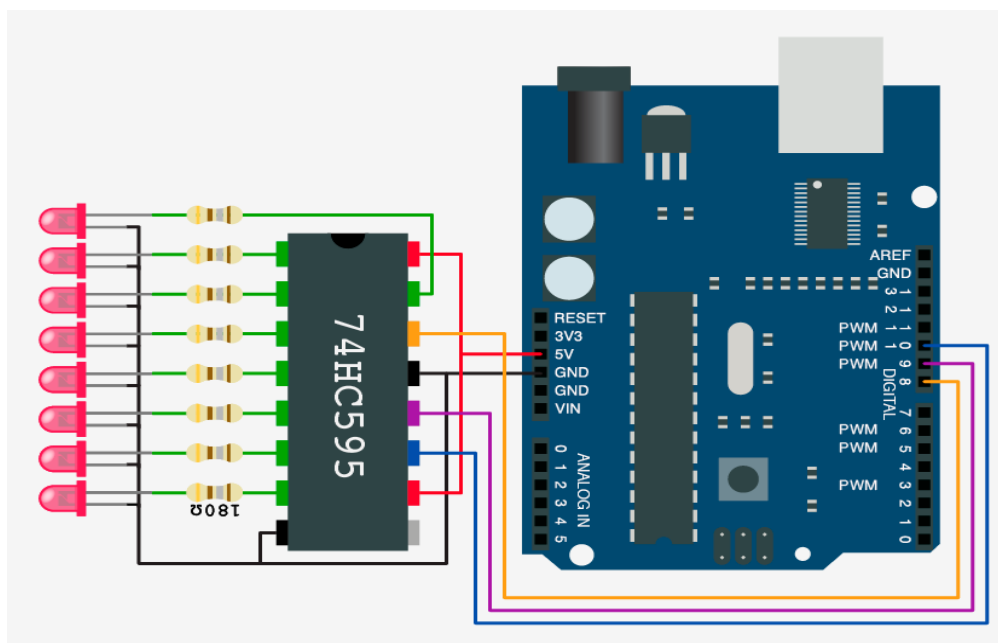 74HC595
180Ω
RESET
3V3
5V
GND
GND
VIN
ANALOG IN
0
1
2
3
4
5
AREF
GND
13
12
PWM 11
PWM 10
PWM 9
8
DIGITAL
7
PWM 6
PWM 5
4
PWM 3
2
1
0